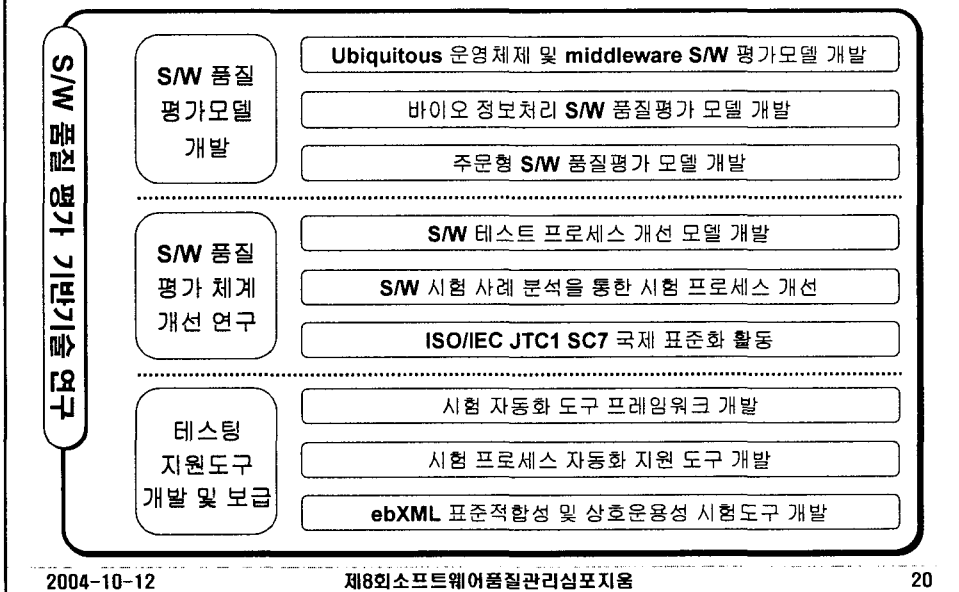 S/W 품질 평가 기반기술 연구
S/W 품질
평가모델
개발
Ubiquitous 운영체제 및 middleware S/W 평가모델 개발
바이오 정보처리 S/W 품질평가 모델 개발
주문형 S/W 품질평가 모델 개발
S/W 품질
평가 체계
개선 연구
S/W 테스트 프로세스 개선 모델 개발
S/W 시험 사례 분석을 통한 시험 프로세스 개선
ISO/IEC JTC1 SC7 국제 표준화 활동
테스팅
지원도구
개발 및 보급
시험 자동화 도구 프레임워크 개발
시험 프로세스 자동화 지원 도구 개발
ebXML 표준적합성 및 상호운용성 시험도구 개발
2004-10-12 제8회소프트웨어품질관리심포지움 20